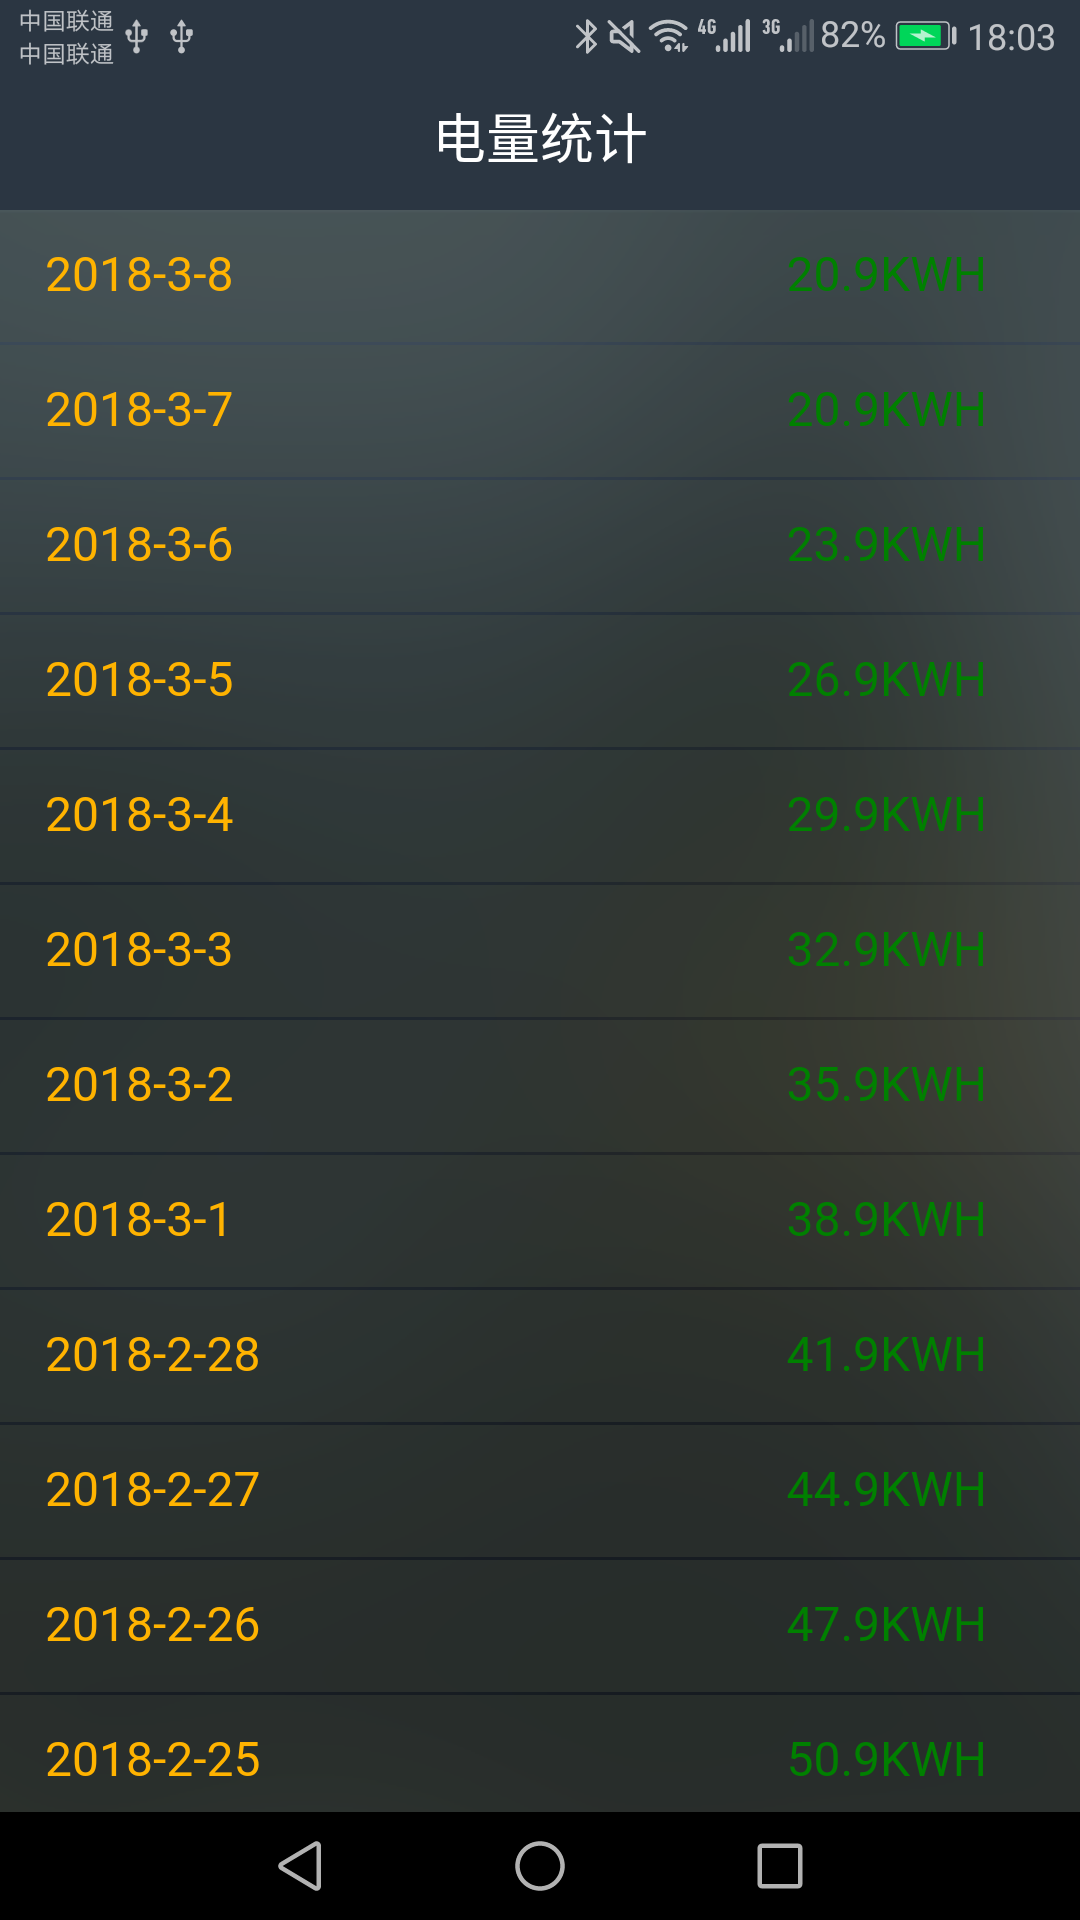 中国联通
中国联通
4G 3G 82% 18:03
电量统计
2018-3-8 20.9KWH
2018-3-7 20.9KWH
2018-3-6 23.9KWH
2018-3-5 26.9KWH
2018-3-4 29.9KWH
2018-3-3 32.9KWH
2018-3-2 35.9KWH
2018-3-1 38.9KWH
2018-2-28 41.9KWH
2018-2-27 44.9KWH
2018-2-26 47.9KWH
2018-2-25 50.9KWH